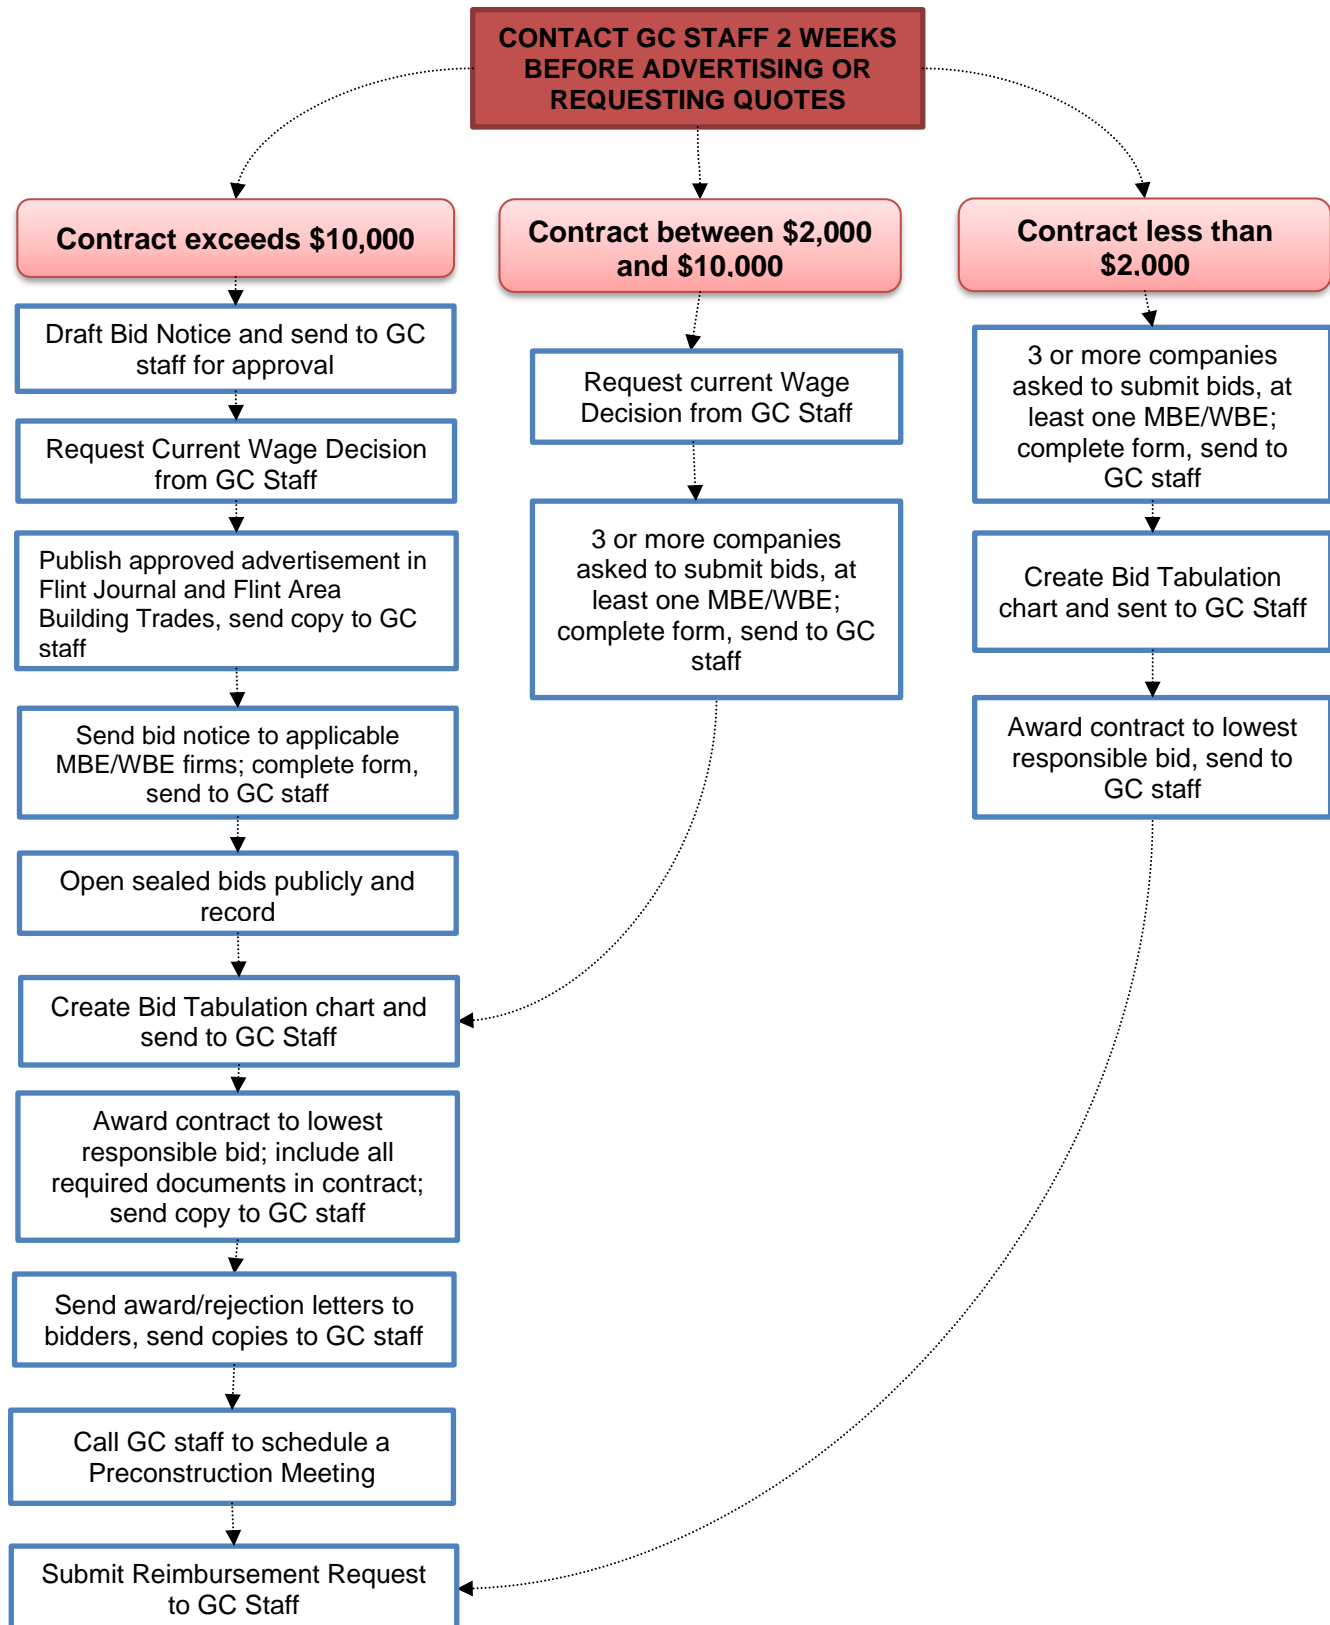 CONTACT GC STAFF 2 WEEKS
BEFORE ADVERTISING OR
REQUESTING QUOTES
Contract exceeds $10,000
Draft Bid Notice and send to GC
staff for approval
Request Current Wage Decision
from GC Staff
Publish approved advertisement in
Flint Journal and Flint Area
Building Trades, send copy to GC
staff
Send bid notice to applicable
MBE/WBE firms; complete form,
send to GC staff
Open sealed bids publicly and
record
Create Bid Tabulation chart and
send to GC Staff
Award contract to lowest
responsible bid; include all
required documents in contract;
send copy to GC staff
Send award/rejection letters to
bidders, send copies to GC staff
Call GC staff to schedule a
Preconstruction Meeting
Submit Reimbursement Request
to GC Staff
Contract between $2,000
and $10,000
Request current Wage
Decision from GC Staff
3 or more companies
asked to submit bids, at
least one MBE/WBE;
complete form, send to GC
staff
Contract less than
$2,000
3 or more companies
asked to submit bids, at
least one MBE/WBE;
complete form, send to
GC staff
Create Bid Tabulation
chart and sent to GC Staff
Award contract to lowest
responsible bid, send to
GC staff